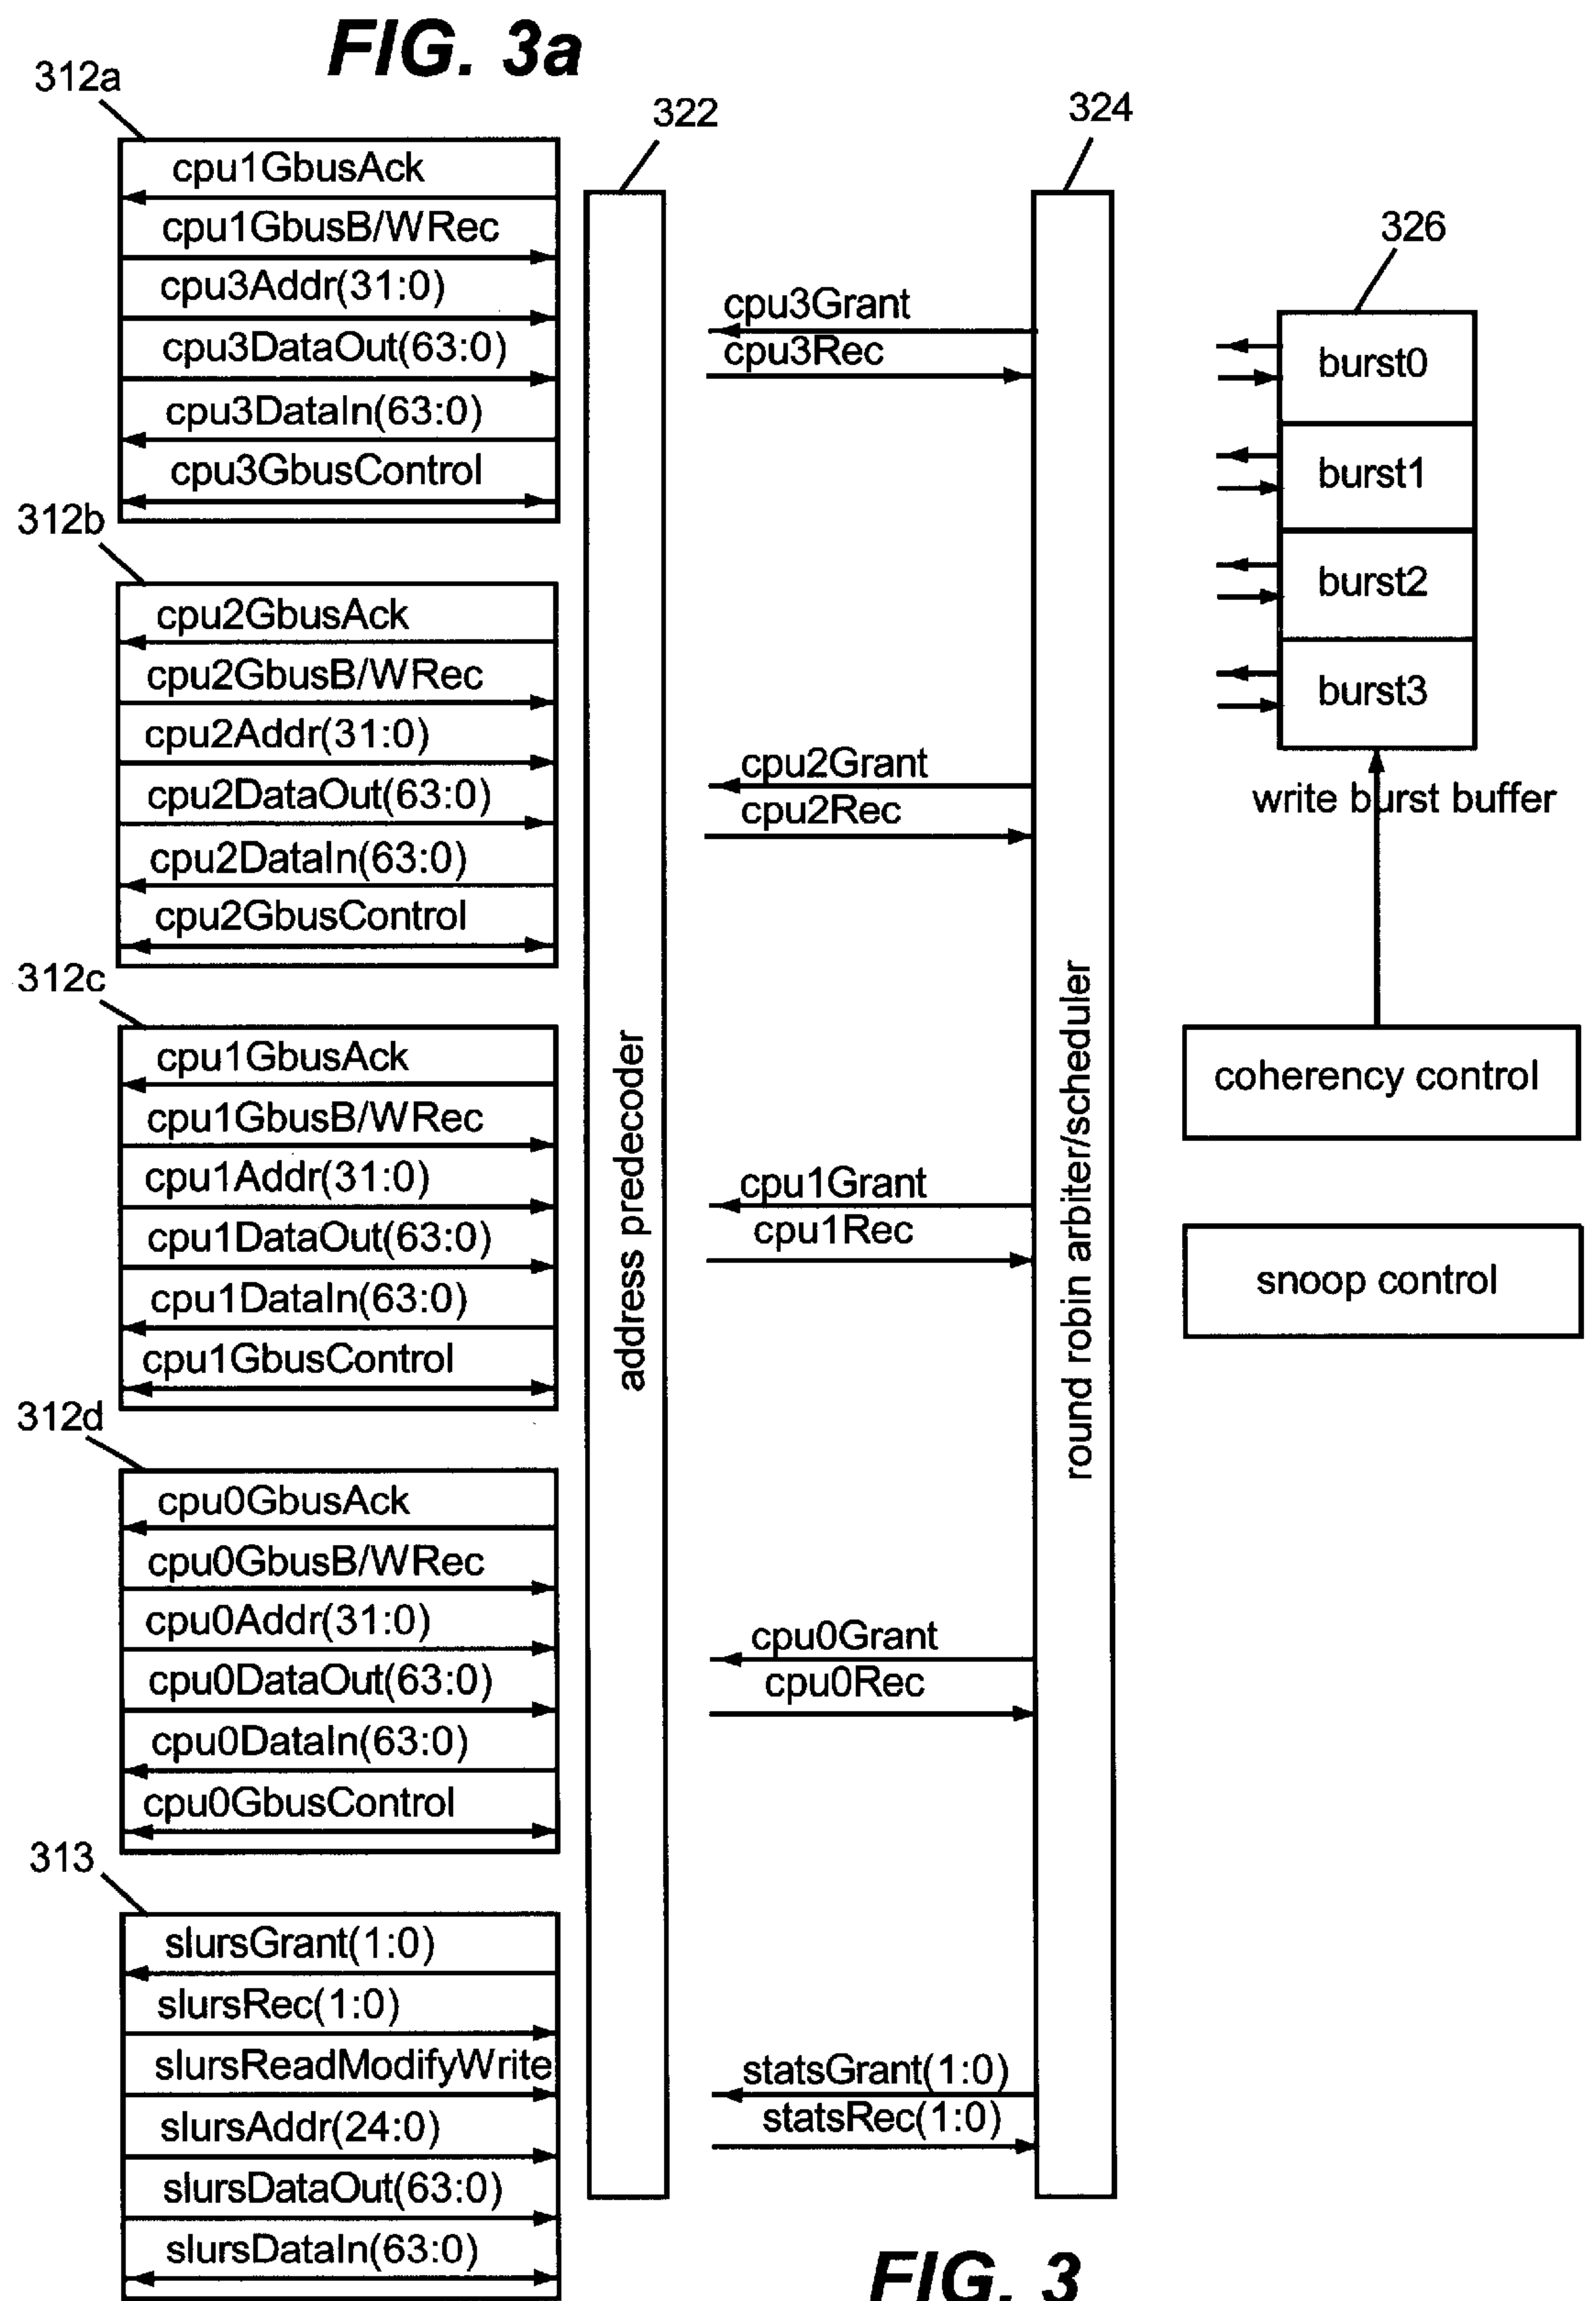 FIG. 3a
312a
cpu1GbusAck
cpu1GbusB/WRec
cpu3Addr(31:0)
cpu3DataOut(63:0)
cpu3DataIn(63:0)
cpu3GbusControl
312b
cpu2GbusAck
cpu2GbusB/WRec
cpu2Addr(31:0)
cpu2DataOut(63:0)
cpu2DataIn(63:0)
cpu2GbusControl
312c
cpu1GbusAck
cpu1GbusB/WRec
cpu1Addr(31:0)
cpu1DataOut(63:0)
cpu1DataIn(63:0)
cpu1GbusControl
312d
cpu0GbusAck
cpu0GbusB/WRec
cpu0Addr(31:0)
cpu0DataOut(63:0)
cpu0DataIn(63:0)
cpu0GbusControl
313
slursGrant(1:0)
slursRec(1:0)
slursReadModifyWrite
slursAddr(24:0)
slursDataOut(63:0)
slursDataIn(63:0)
322
address predecoder
cpu3Grant
cpu3Rec
cpu2Grant
cpu2Rec
cpu1Grant
cpu1Rec
cpu0Grant
cpu0Rec
statsGrant(1:0)
statsRec(1:0)
324
round robin arbiter/scheduler
326
burst0
burst1
burst2
burst3
write burst buffer
coherency control
snoop control
FIG. 3